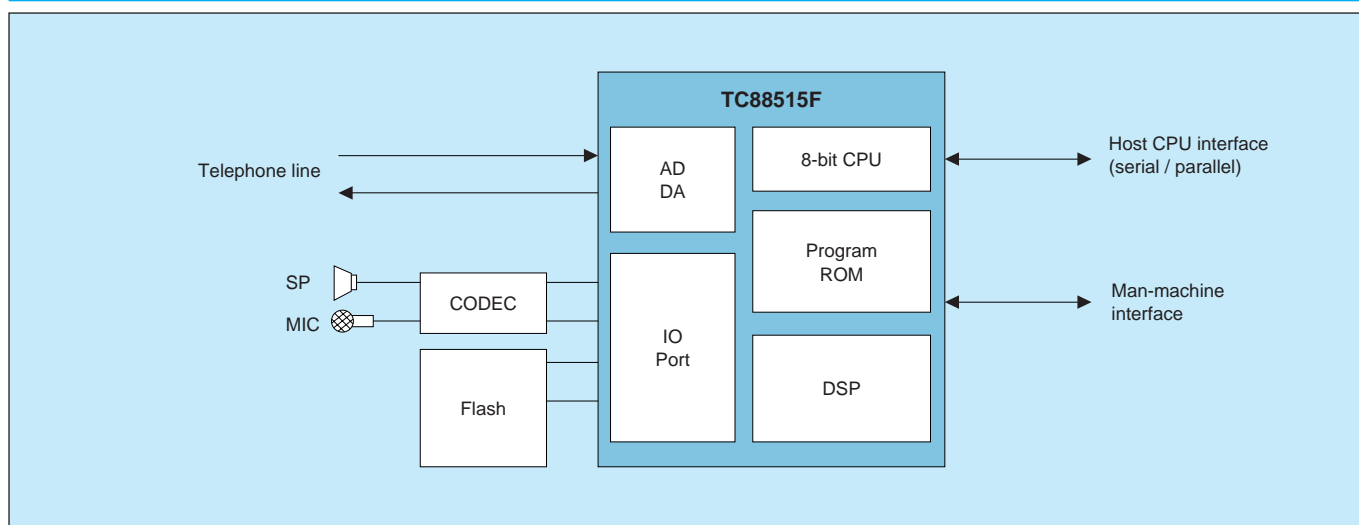 TC88515F
Telephone line
AD
DA
8-bit CPU
Host CPU interface
(serial / parallel)
Program
ROM
SP
MIC
CODEC
IO
Port
Man-machine
interface
Flash
DSP